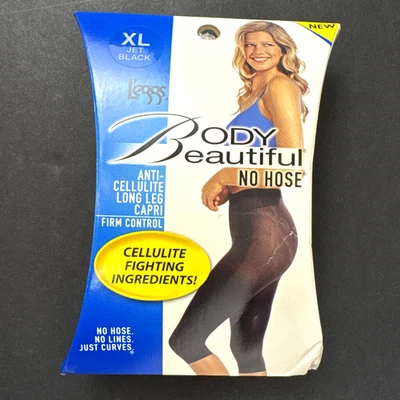 NEW
XL
JET
BLACK
L'eggs
BODY
Beautiful®
NO HOSE®
ANTI-
CELLULITE
LONG LEG
CAPRI
FIRM CONTROL
CELLULITE
FIGHTING
INGREDIENTS!
NO HOSE.
NO LINES.
JUST CURVES.®